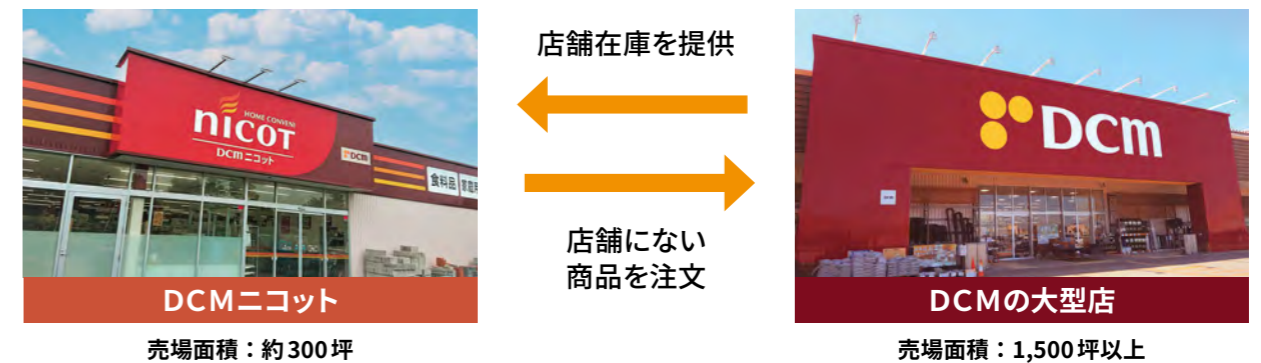 HOME CONVENI
nicot
DCMニコット
DCM
食料品
家庭
店舗在庫を提供
店舗にない
商品を注文
DCM
DCMニコット
DCMの大型店
売場面積：約300坪
売場面積：1,500坪以上